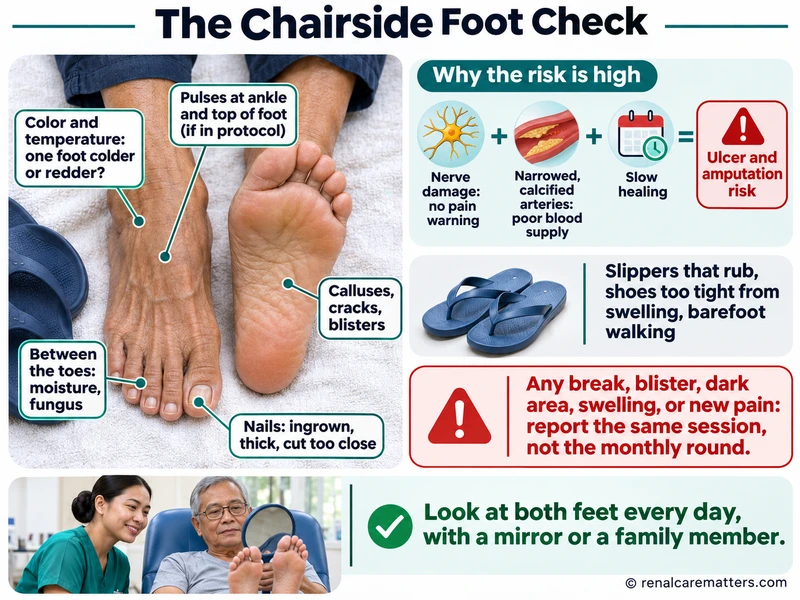 The Chairside Foot Check
Color and
temperature:
one foot colder
or redder?
Pulses at ankle
and top of foot
(if in protocol)
Calluses,
cracks,
blisters
Between
the toes:
moisture,
fungus
Nails: ingrown,
thick, cut too close
Why the risk is high
Nerve
damage:
no pain
warning
+
Narrowed,
calcified
arteries:
poor blood
supply
+
Slow
healing
=
Ulcer and
amputation
risk
Slippers that rub,
shoes too tight from
swelling, barefoot
walking
Any break, blister, dark
area, swelling, or new pain:
report the same session,
not the monthly round.
Look at both feet every day,
with a mirror or a family member.
© renalcarematters.com